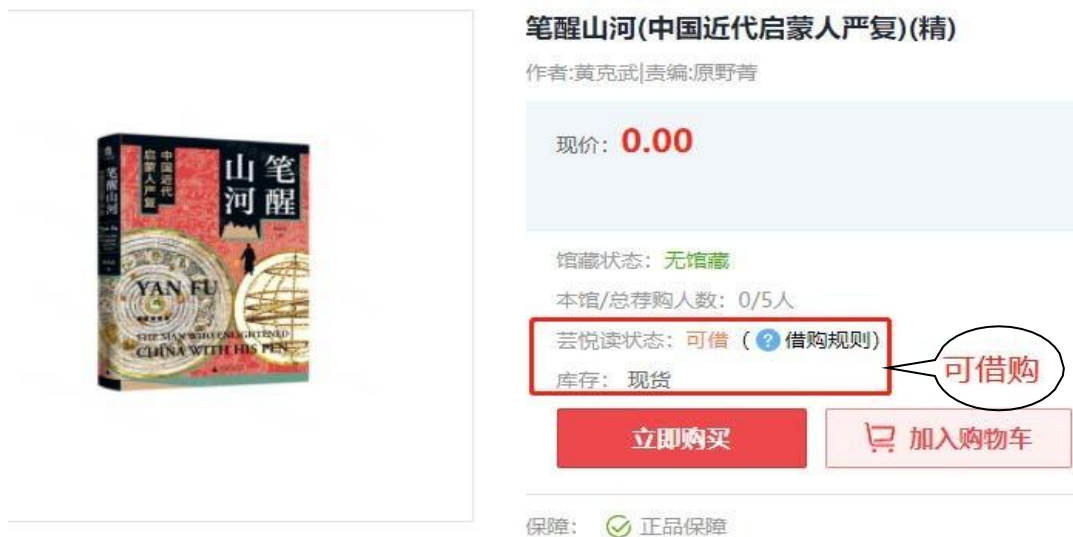 笔醒山河(中国近代启蒙人严复)(精)
作者:黄克武|责编:原野菁
现价: 0.00
馆藏状态: 无馆藏
本馆/总荐购人数: 0/5人
芸悦读状态: 可借 ( ? 借购规则)
库存: 现货
可借购
立即购买
加入购物车
保障: 正品保障
笔醒
山河
中国近代
启蒙人严复
笔醒山河
YAN FU
THE MAN WHO ENLIGHTENED
CHINA WITH HIS PEN